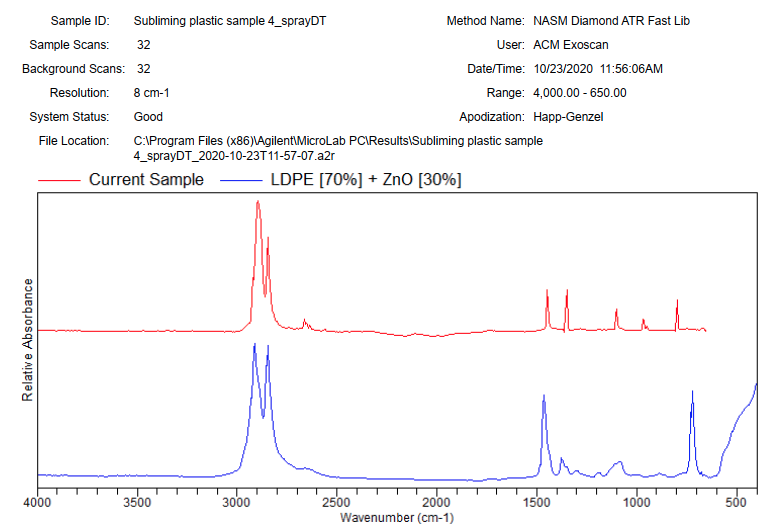 Sample ID: Subliming plastic sample 4_sprayDT Method Name: NASM Diamond ATR Fast Lib
Sample Scans: 32 User: ACM Exoscan
Background Scans: 32 Date/Time: 10/23/2020 11:56:06AM
Resolution: 8 cm-1 Range: 4,000.00 - 650.00
System Status: Good Apodization: Happ-Genzel
File Location: C:\Program Files (x86)\Agilent\MicroLab PC\Results\Subliming plastic sample
4_sprayDT_2020-10-23T11-57-07.a2r
Current Sample LDPE [70%] + ZnO [30%]
Relative Absorbance
4000 3500 3000 2500 2000 1500 1000 500
Wavenumber (cm-1)